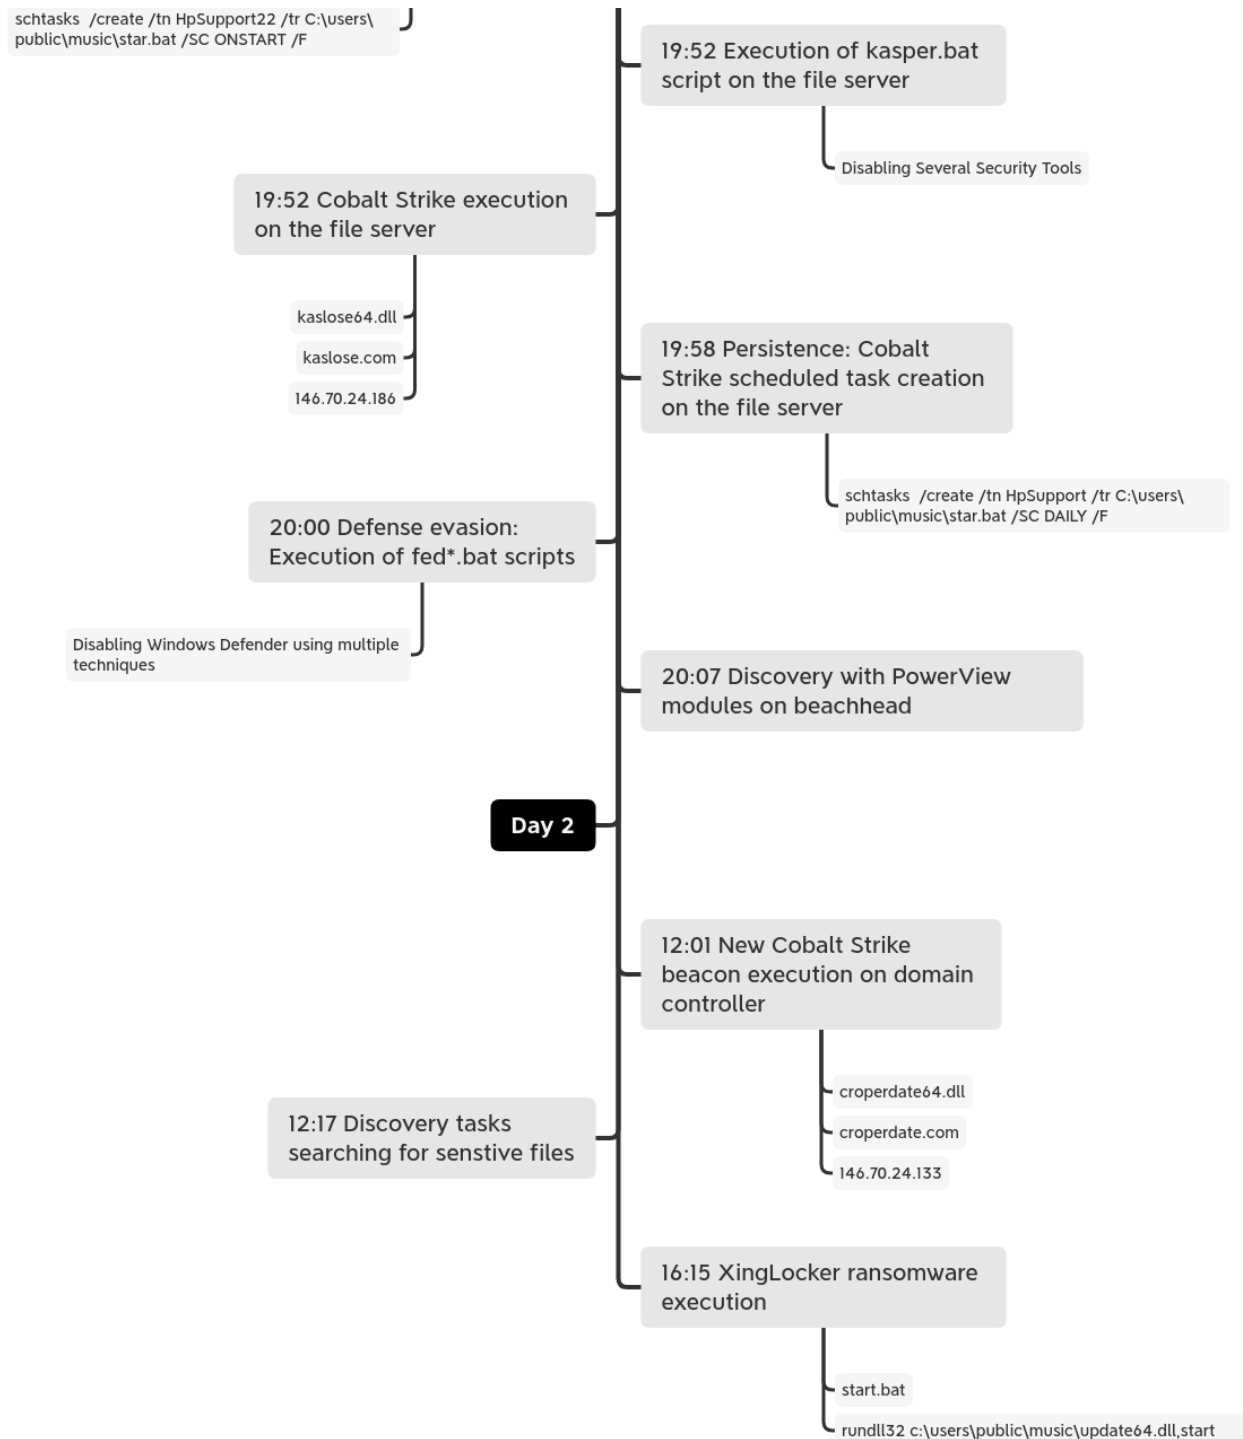 schtasks  /create /tn HpSupport22 /tr C:\users\
public\music\star.bat /SC ONSTART /F
19:52 Execution of kasper.bat
script on the file server
Disabling Several Security Tools
19:52 Cobalt Strike execution
on the file server
kaslose64.dll
kaslose.com
146.70.24.186
19:58 Persistence: Cobalt
Strike scheduled task creation
on the file server
schtasks  /create /tn HpSupport /tr C:\users\
public\music\star.bat /SC DAILY /F
20:00 Defense evasion:
Execution of fed*.bat scripts
Disabling Windows Defender using multiple
techniques
20:07 Discovery with PowerView
modules on beachhead
Day 2
12:01 New Cobalt Strike
beacon execution on domain
controller
croperdate64.dll
croperdate.com
146.70.24.133
12:17 Discovery tasks
searching for senstive files
16:15 XingLocker ransomware
execution
start.bat
rundll32 c:\users\public\music\update64.dll,start